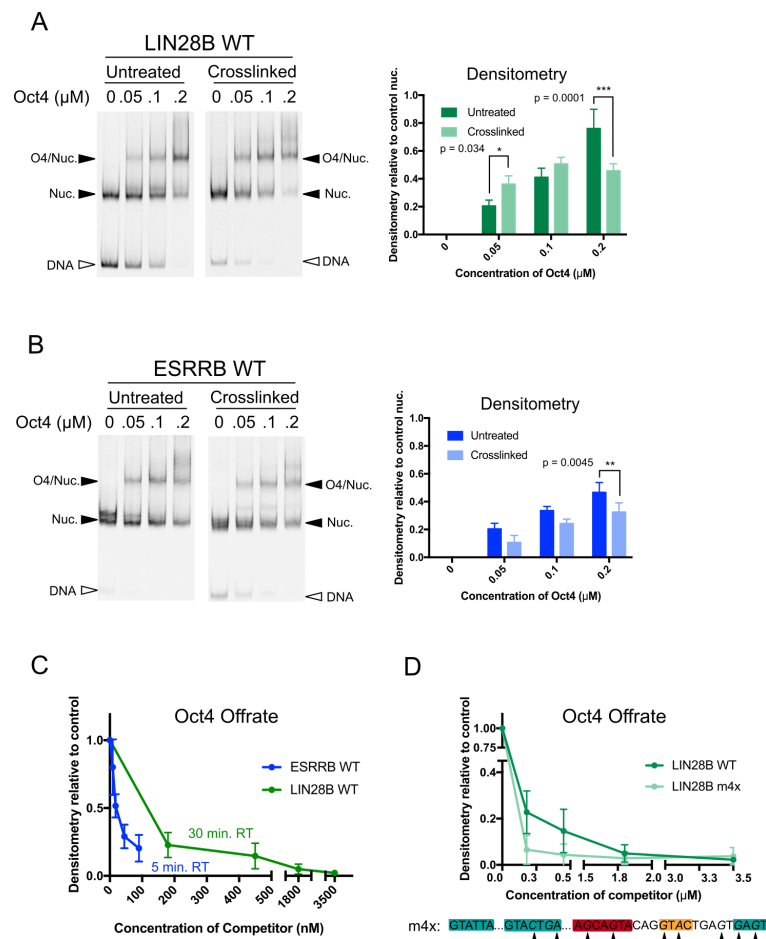 A
LIN28B WT
Untreated Crosslinked
Oct4 (μM) 0 .05 .1 .2 0 .05 .1 .2
O4/Nuc. O4/Nuc.
Nuc. Nuc.
DNA DNA
Densitometry
Densitometry relative to control nuc.
1.0
0.8
0.6
0.4
0.2
0.0
p = 0.0001 ***
Untreated
Crosslinked
p = 0.034 *
0 0.05 0.1 0.2
Concentration of Oct4 (μM)
B
ESRRB WT
Untreated Crosslinked
Oct4 (μM) 0 .05 .1 .2 0 .05 .1 .2
O4/Nuc. O4/Nuc.
Nuc. Nuc.
DNA DNA
Densitometry
Densitometry relative to control nuc.
1.0
0.8
0.6
0.4
0.2
0.0
Untreated
Crosslinked
p = 0.0045 **
0 0.05 0.1 0.2
Concentration of Oct4 (μM)
C
Oct4 Offrate
Densitometry relative to control
1.0
0.5
0.0
ESRRB WT
LIN28B WT
30 min. RT
5 min. RT
0 100 200 300 400 500 1800 3500
Concentration of Competitor (nM)
D
Oct4 Offrate
Densitometry relative to control
1.00
0.75
0.4
0.2
0.0
LIN28B WT
LIN28B m4x
0.3 0.5 1.5 1.8 2.0 3.0 3.3 3.5
Concentration of competitor (μM)
m4x: GTATTA...GTACTGA...AGCAGTACAGGTACTGAGTGAGT